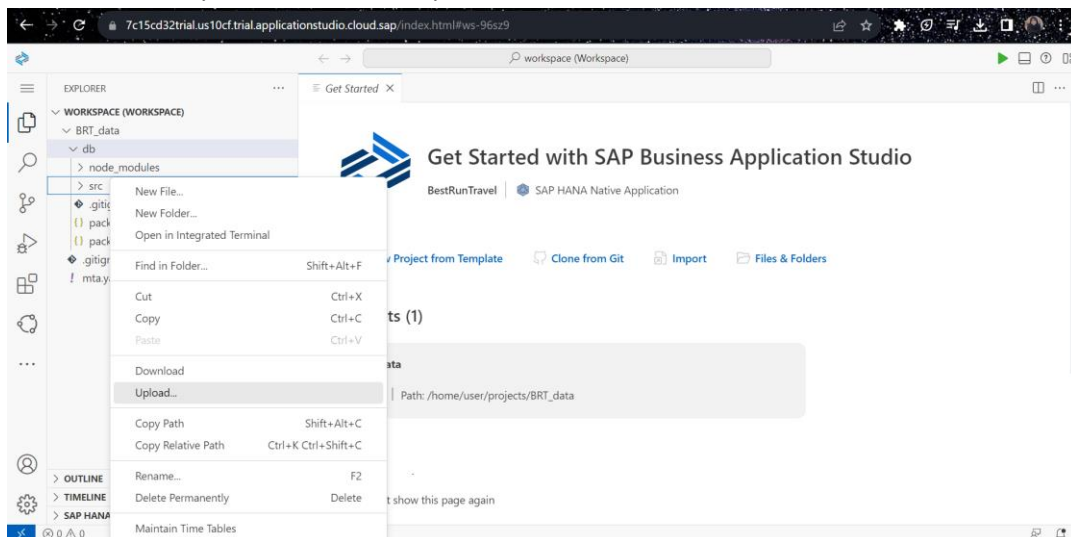 7c15cd32trial.us10cf.trial.applicationstudio.cloud.sap/index.html#ws-96sz9
workspace (Workspace)
EXPLORER
Get Started
WORKSPACE (WORKSPACE)
BRT_data
db
node_modules
src
.gitig
pack
pack
.gitigr
mta.y
New File...
New Folder...
Open in Integrated Terminal
Find in Folder... Shift+Alt+F
Cut Ctrl+X
Copy Ctrl+C
Paste Ctrl+V
Download
Upload...
Copy Path Shift+Alt+C
Copy Relative Path Ctrl+K Ctrl+Shift+C
Rename... F2
Delete Permanently Delete
Maintain Time Tables
Get Started with SAP Business Application Studio
BestRunTravel SAP HANA Native Application
Project from Template Clone from Git Import Files & Folders
ts (1)
ata
Path: /home/user/projects/BRT_data
t show this page again
OUTLINE
TIMELINE
SAP HANA
0 0